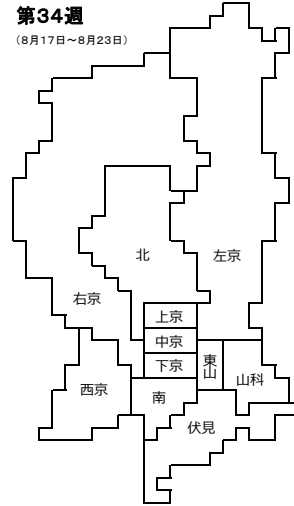 第34週
（8月17日～8月23日）
北
左京
右京
上京
中京
下京
東山
山科
西京
南
伏見